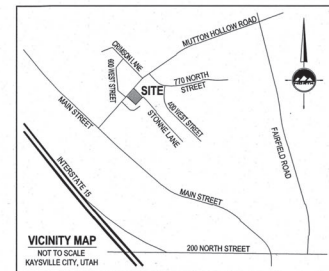 MUTTON HOLLOW ROAD
CRIMSON LANE
600 WEST STREET
SITE
770 NORTH
STREET
400 WEST STREET
STONNE LANE
MAIN STREET
FAIRFIELD ROAD
INTERSTATE 15
MAIN STREET
VICINITY MAP
NOT TO SCALE
KAYSVILLE CITY, UTAH
200 NORTH STREET